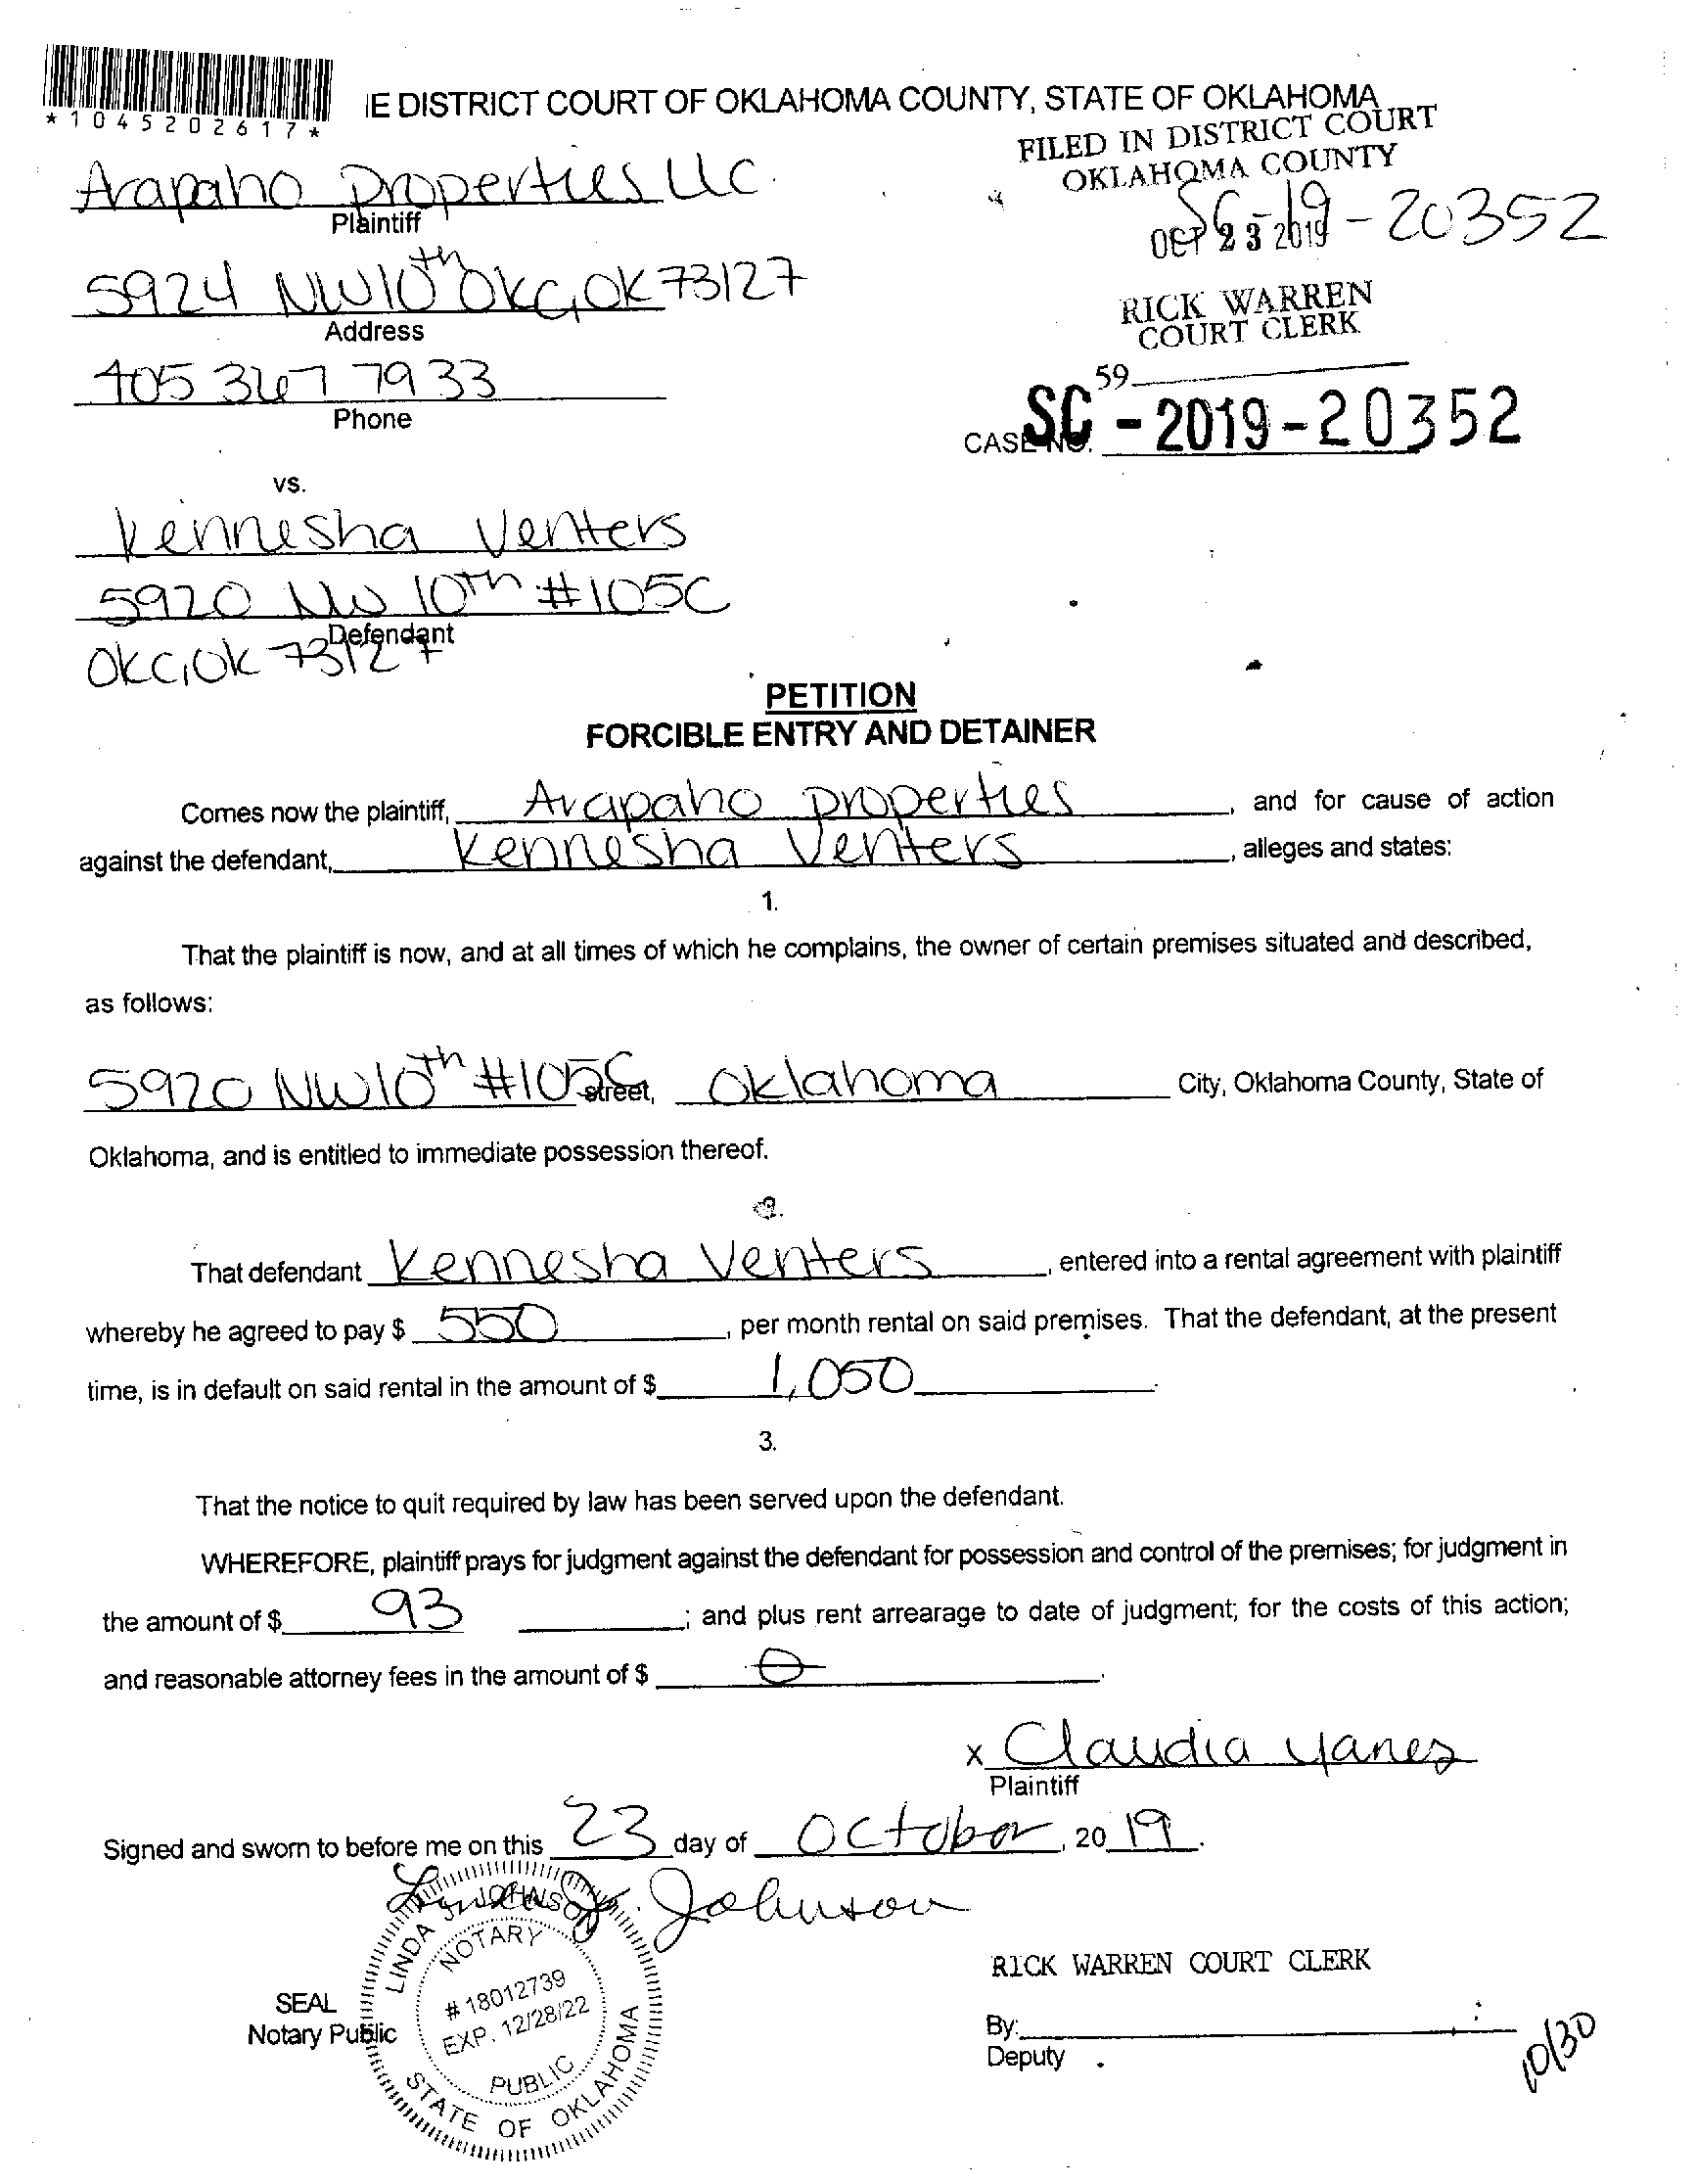 *1045202617*
IE DISTRICT COURT OF OKLAHOMA COUNTY, STATE OF OKLAHOMA
FILED IN DISTRICT COURT
OKLAHOMA COUNTY
Arapaho Properties LLC
Plaintiff
SC-19-20352
OCT 23 2019
5924 NW10th OKC, OK 73127
Address
RICK WARREN
COURT CLERK
405 367 7933
Phone
59
CASE NO. SC-2019-20352
vs.
Kennesha Venters
5920 NW 10th #105C
Defendant
OKC, OK 73127
PETITION
FORCIBLE ENTRY AND DETAINER
Comes now the plaintiff, Arapaho properties, and for cause of action
against the defendant, Kennesha Venters, alleges and states:
1.
That the plaintiff is now, and at all times of which he complains, the owner of certain premises situated and described,
as follows:
5920 NW10th #105C street, Oklahoma City, Oklahoma County, State of
Oklahoma, and is entitled to immediate possession thereof.
2.
That defendant Kennesha Venters, entered into a rental agreement with plaintiff
whereby he agreed to pay $ 550, per month rental on said premises. That the defendant, at the present
time, is in default on said rental in the amount of $ 1,050.
3.
That the notice to quit required by law has been served upon the defendant.
WHEREFORE, plaintiff prays for judgment against the defendant for possession and control of the premises; for judgment in
the amount of $ 93; and plus rent arrearage to date of judgment; for the costs of this action;
and reasonable attorney fees in the amount of $ 0.
x Claudia Yanez
Plaintiff
Signed and sworn to before me on this 23 day of October, 2019.
Linda J. Johnson
LINDA J. JOHNSON
NOTARY
# 18012739
EXP. 12/28/22
PUBLIC
STATE OF OKLAHOMA
SEAL
Notary Public
RICK WARREN COURT CLERK
By:
Deputy
10/30